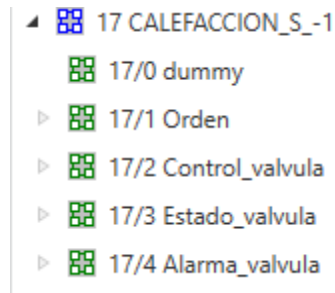 17 CALEFACCION_S_-1
17/0 dummy
17/1 Orden
17/2 Control_valvula
17/3 Estado_valvula
17/4 Alarma_valvula